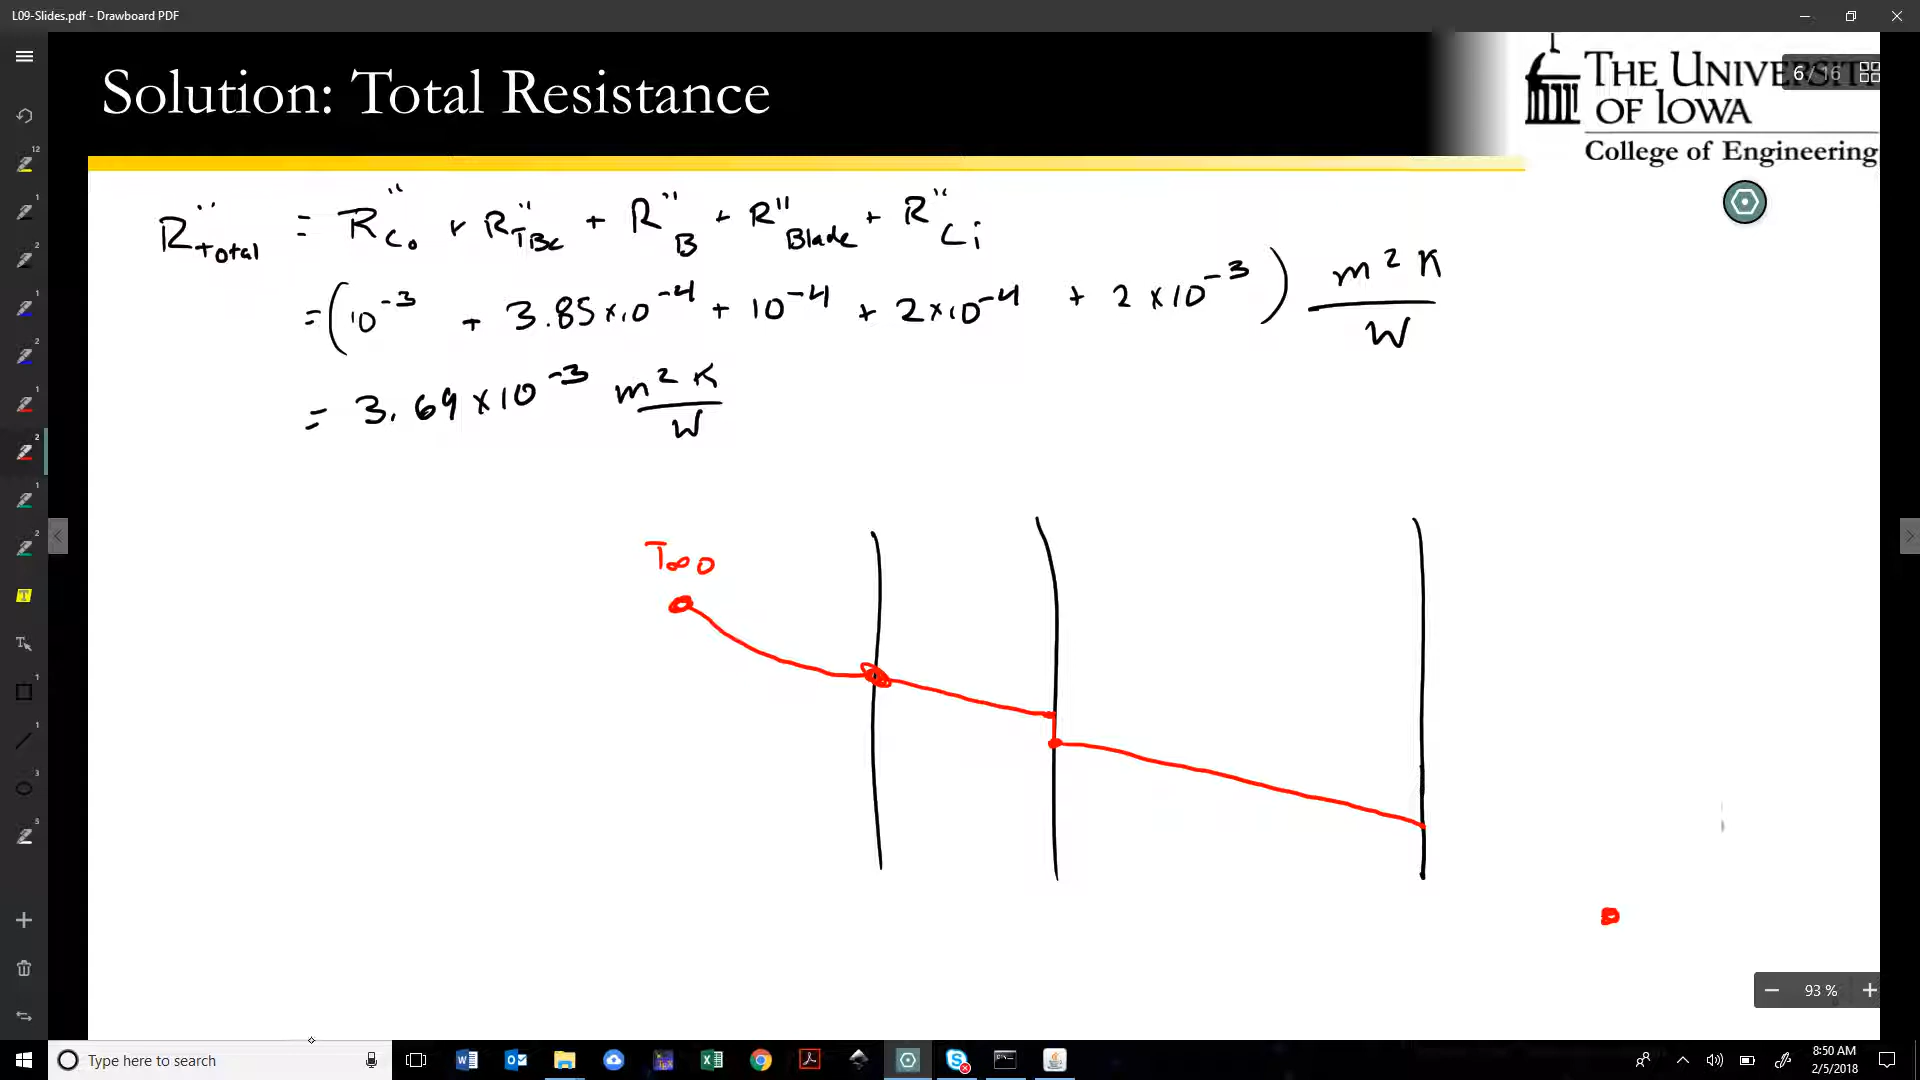 L09-Slides.pdf - Drawboard PDF
Solution: Total Resistance
THE UNIVERSITY
OF IOWA
College of Engineering
6 / 16
R''Total = R''Co + R''TBC + R''B + R''Blade + R''Ci
= (10^-3 + 3.85×10^-4 + 10^-4 + 2×10^-4 + 2×10^-3) m^2 K / W
= 3.69×10^-3 m^2 K / W
T∞o
93 %
Type here to search
8:50 AM
2/5/2018